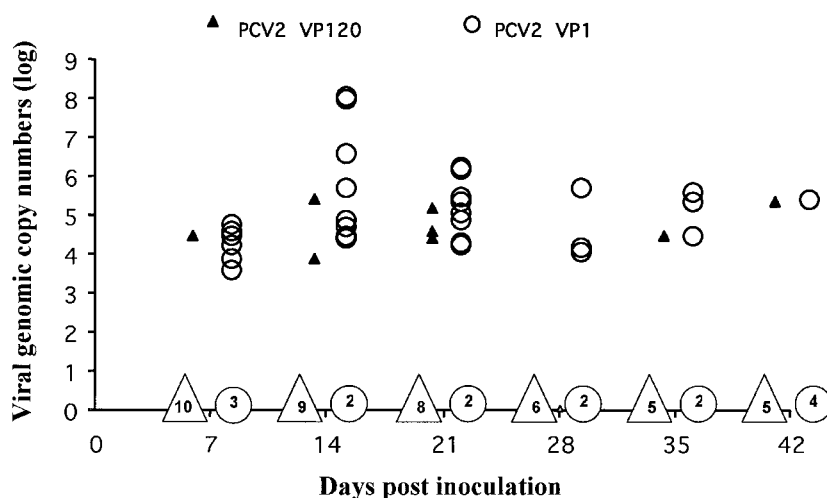 PCV2 VP120 PCV2 VP1
Viral genomic copy numbers (log)
9
8
7
6
5
4
3
2
1
0
10 3 9 2 8 2 6 2 5 2 5 4
0 7 14 21 28 35 42
Days post inoculation